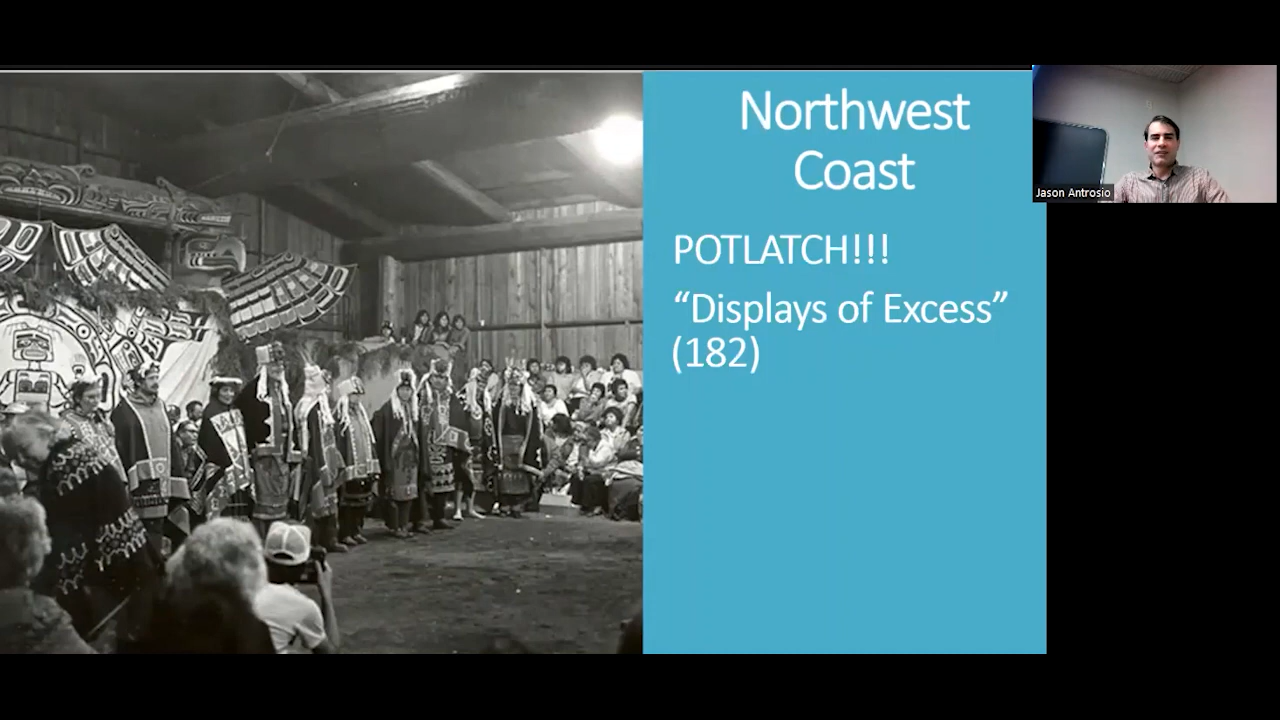 Northwest
Coast
POTLATCH!!!
“Displays of Excess”
(182)
Jason Antrosio